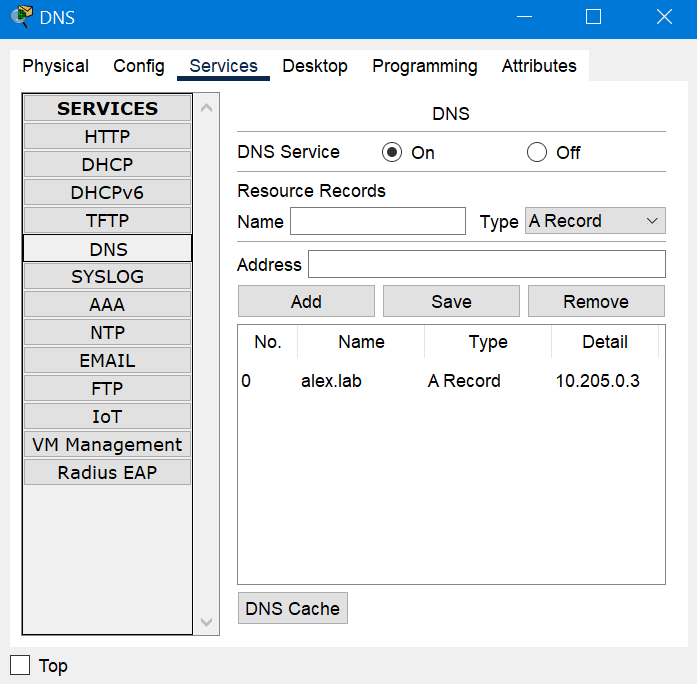 DNS
Physical Config Services Desktop Programming Attributes
SERVICES
HTTP
DHCP
DHCPv6
TFTP
DNS
SYSLOG
AAA
NTP
EMAIL
FTP
IoT
VM Management
Radius EAP
DNS
DNS Service On Off
Resource Records
Name Type A Record
Address
Add Save Remove
No. Name Type Detail
0 alex.lab A Record 10.205.0.3
DNS Cache
Top